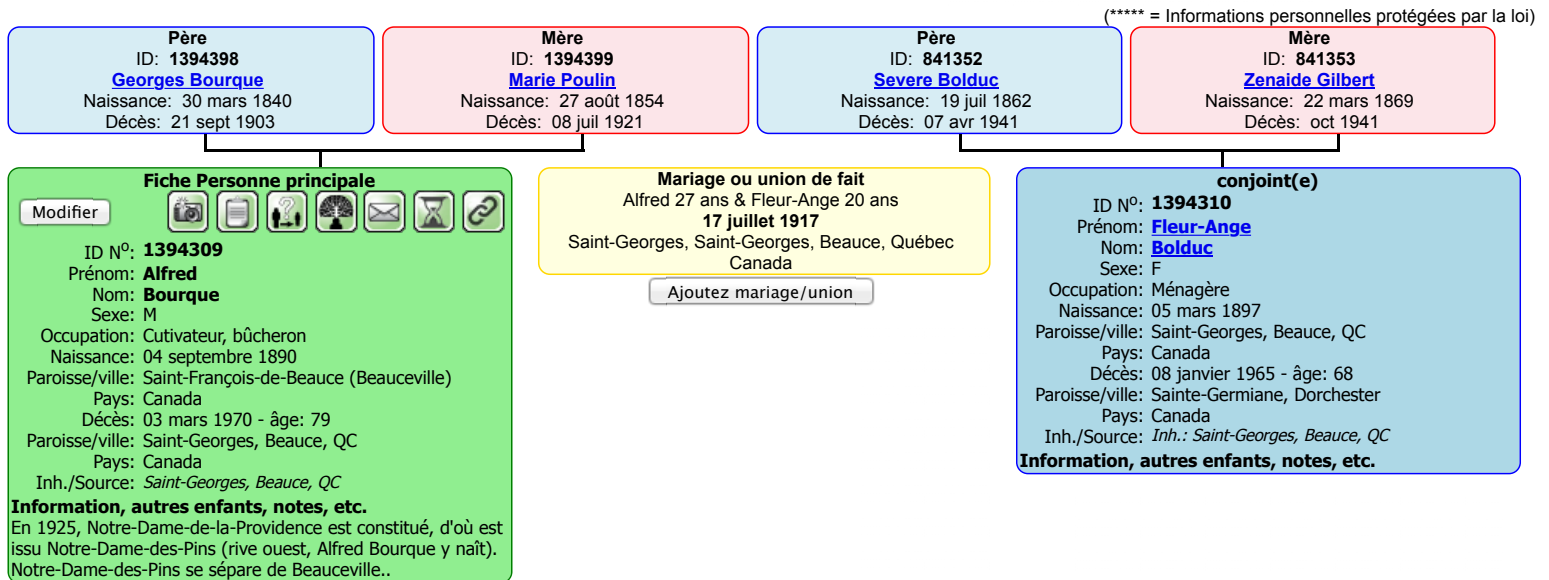 (***** = Informations personnelles protégées par la loi)
Père
ID: 1394398
Georges Bourque
Naissance: 30 mars 1840
Décès: 21 sept 1903
Mère
ID: 1394399
Marie Poulin
Naissance: 27 août 1854
Décès: 08 juil 1921
Père
ID: 841352
Severe Bolduc
Naissance: 19 juil 1862
Décès: 07 avr 1941
Mère
ID: 841353
Zenaide Gilbert
Naissance: 22 mars 1869
Décès: oct 1941
Fiche Personne principale
Modifier
ID Nº: 1394309
Prénom: Alfred
Nom: Bourque
Sexe: M
Occupation: Cutivateur, bûcheron
Naissance: 04 septembre 1890
Paroisse/ville: Saint-François-de-Beauce (Beauceville)
Pays: Canada
Décès: 03 mars 1970 - âge: 79
Paroisse/ville: Saint-Georges, Beauce, QC
Pays: Canada
Inh./Source: Saint-Georges, Beauce, QC
Information, autres enfants, notes, etc.
En 1925, Notre-Dame-de-la-Providence est constitué, d'où est
issu Notre-Dame-des-Pins (rive ouest, Alfred Bourque y naît).
Notre-Dame-des-Pins se sépare de Beauceville..
Mariage ou union de fait
Alfred 27 ans & Fleur-Ange 20 ans
17 juillet 1917
Saint-Georges, Saint-Georges, Beauce, Québec
Canada
Ajoutez mariage/union
conjoint(e)
ID Nº: 1394310
Prénom: Fleur-Ange
Nom: Bolduc
Sexe: F
Occupation: Ménagère
Naissance: 05 mars 1897
Paroisse/ville: Saint-Georges, Beauce, QC
Pays: Canada
Décès: 08 janvier 1965 - âge: 68
Paroisse/ville: Sainte-Germiane, Dorchester
Pays: Canada
Inh./Source: Inh.: Saint-Georges, Beauce, QC
Information, autres enfants, notes, etc.